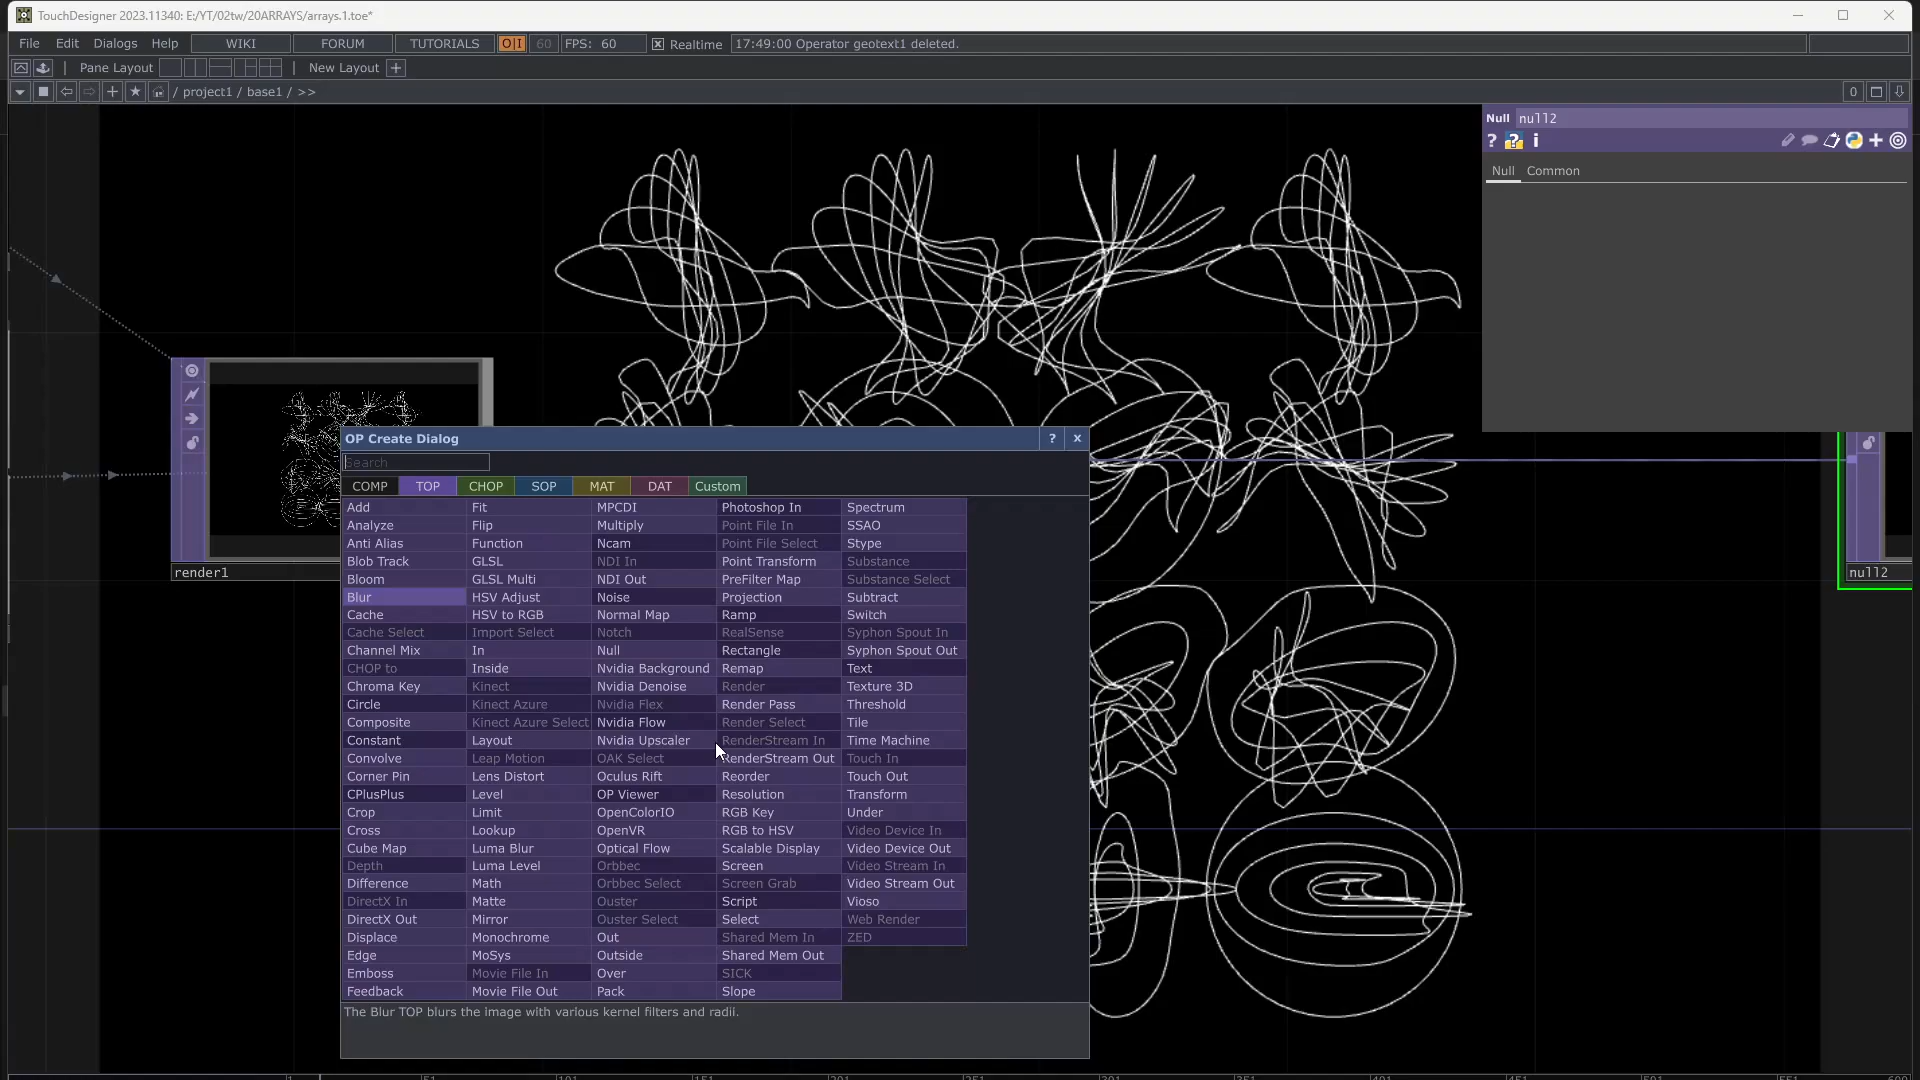 TouchDesigner 2023.11340: E:/YT/02tw/20ARRAYS/arrays.1.toe*
File Edit Dialogs Help WIKI FORUM TUTORIALS O|I 60 FPS: 60 Realtime 17:49:00 Operator geotext1 deleted.
Pane Layout New Layout +
/ project1 / base1 / >> 0
Null null2
? ? i
Null Common
render1
null2
OP Create Dialog ? x
Search
COMP TOP CHOP SOP MAT DAT Custom
Add Fit MPCDI Photoshop In Spectrum
Analyze Flip Multiply Point File In SSAO
Anti Alias Function Ncam Point File Select Stype
Blob Track GLSL NDI In Point Transform Substance
Bloom GLSL Multi NDI Out PreFilter Map Substance Select
Blur HSV Adjust Noise Projection Subtract
Cache HSV to RGB Normal Map Ramp Switch
Cache Select Import Select Notch RealSense Syphon Spout In
Channel Mix In Null Rectangle Syphon Spout Out
CHOP to Inside Nvidia Background Remap Text
Chroma Key Kinect Nvidia Denoise Render Texture 3D
Circle Kinect Azure Nvidia Flex Render Pass Threshold
Composite Kinect Azure Select Nvidia Flow Render Select Tile
Constant Layout Nvidia Upscaler RenderStream In Time Machine
Convolve Leap Motion OAK Select RenderStream Out Touch In
Corner Pin Lens Distort Oculus Rift Reorder Touch Out
CPlusPlus Level OP Viewer Resolution Transform
Crop Limit OpenColorIO RGB Key Under
Cross Lookup OpenVR RGB to HSV Video Device In
Cube Map Luma Blur Optical Flow Scalable Display Video Device Out
Depth Luma Level Orbbec Screen Video Stream In
Difference Math Orbbec Select Screen Grab Video Stream Out
DirectX In Matte Ouster Script Vioso
DirectX Out Mirror Ouster Select Select Web Render
Displace Monochrome Out Shared Mem In ZED
Edge MoSys Outside Shared Mem Out
Emboss Movie File In Over SICK
Feedback Movie File Out Pack Slope
The Blur TOP blurs the image with various kernel filters and radii.